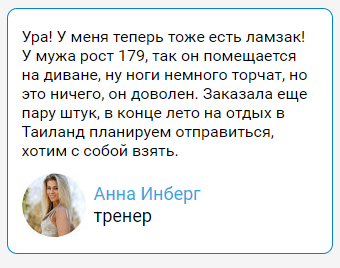 Ура! У меня теперь тоже есть ламзак!
У мужа рост 179, так он помещается
на диване, ну ноги немного торчат, но
это ничего, он доволен. Заказала еще
пару штук, в конце лето на отдых в
Таиланд планируем отправиться,
хотим с собой взять.
Анна Инберг
тренер